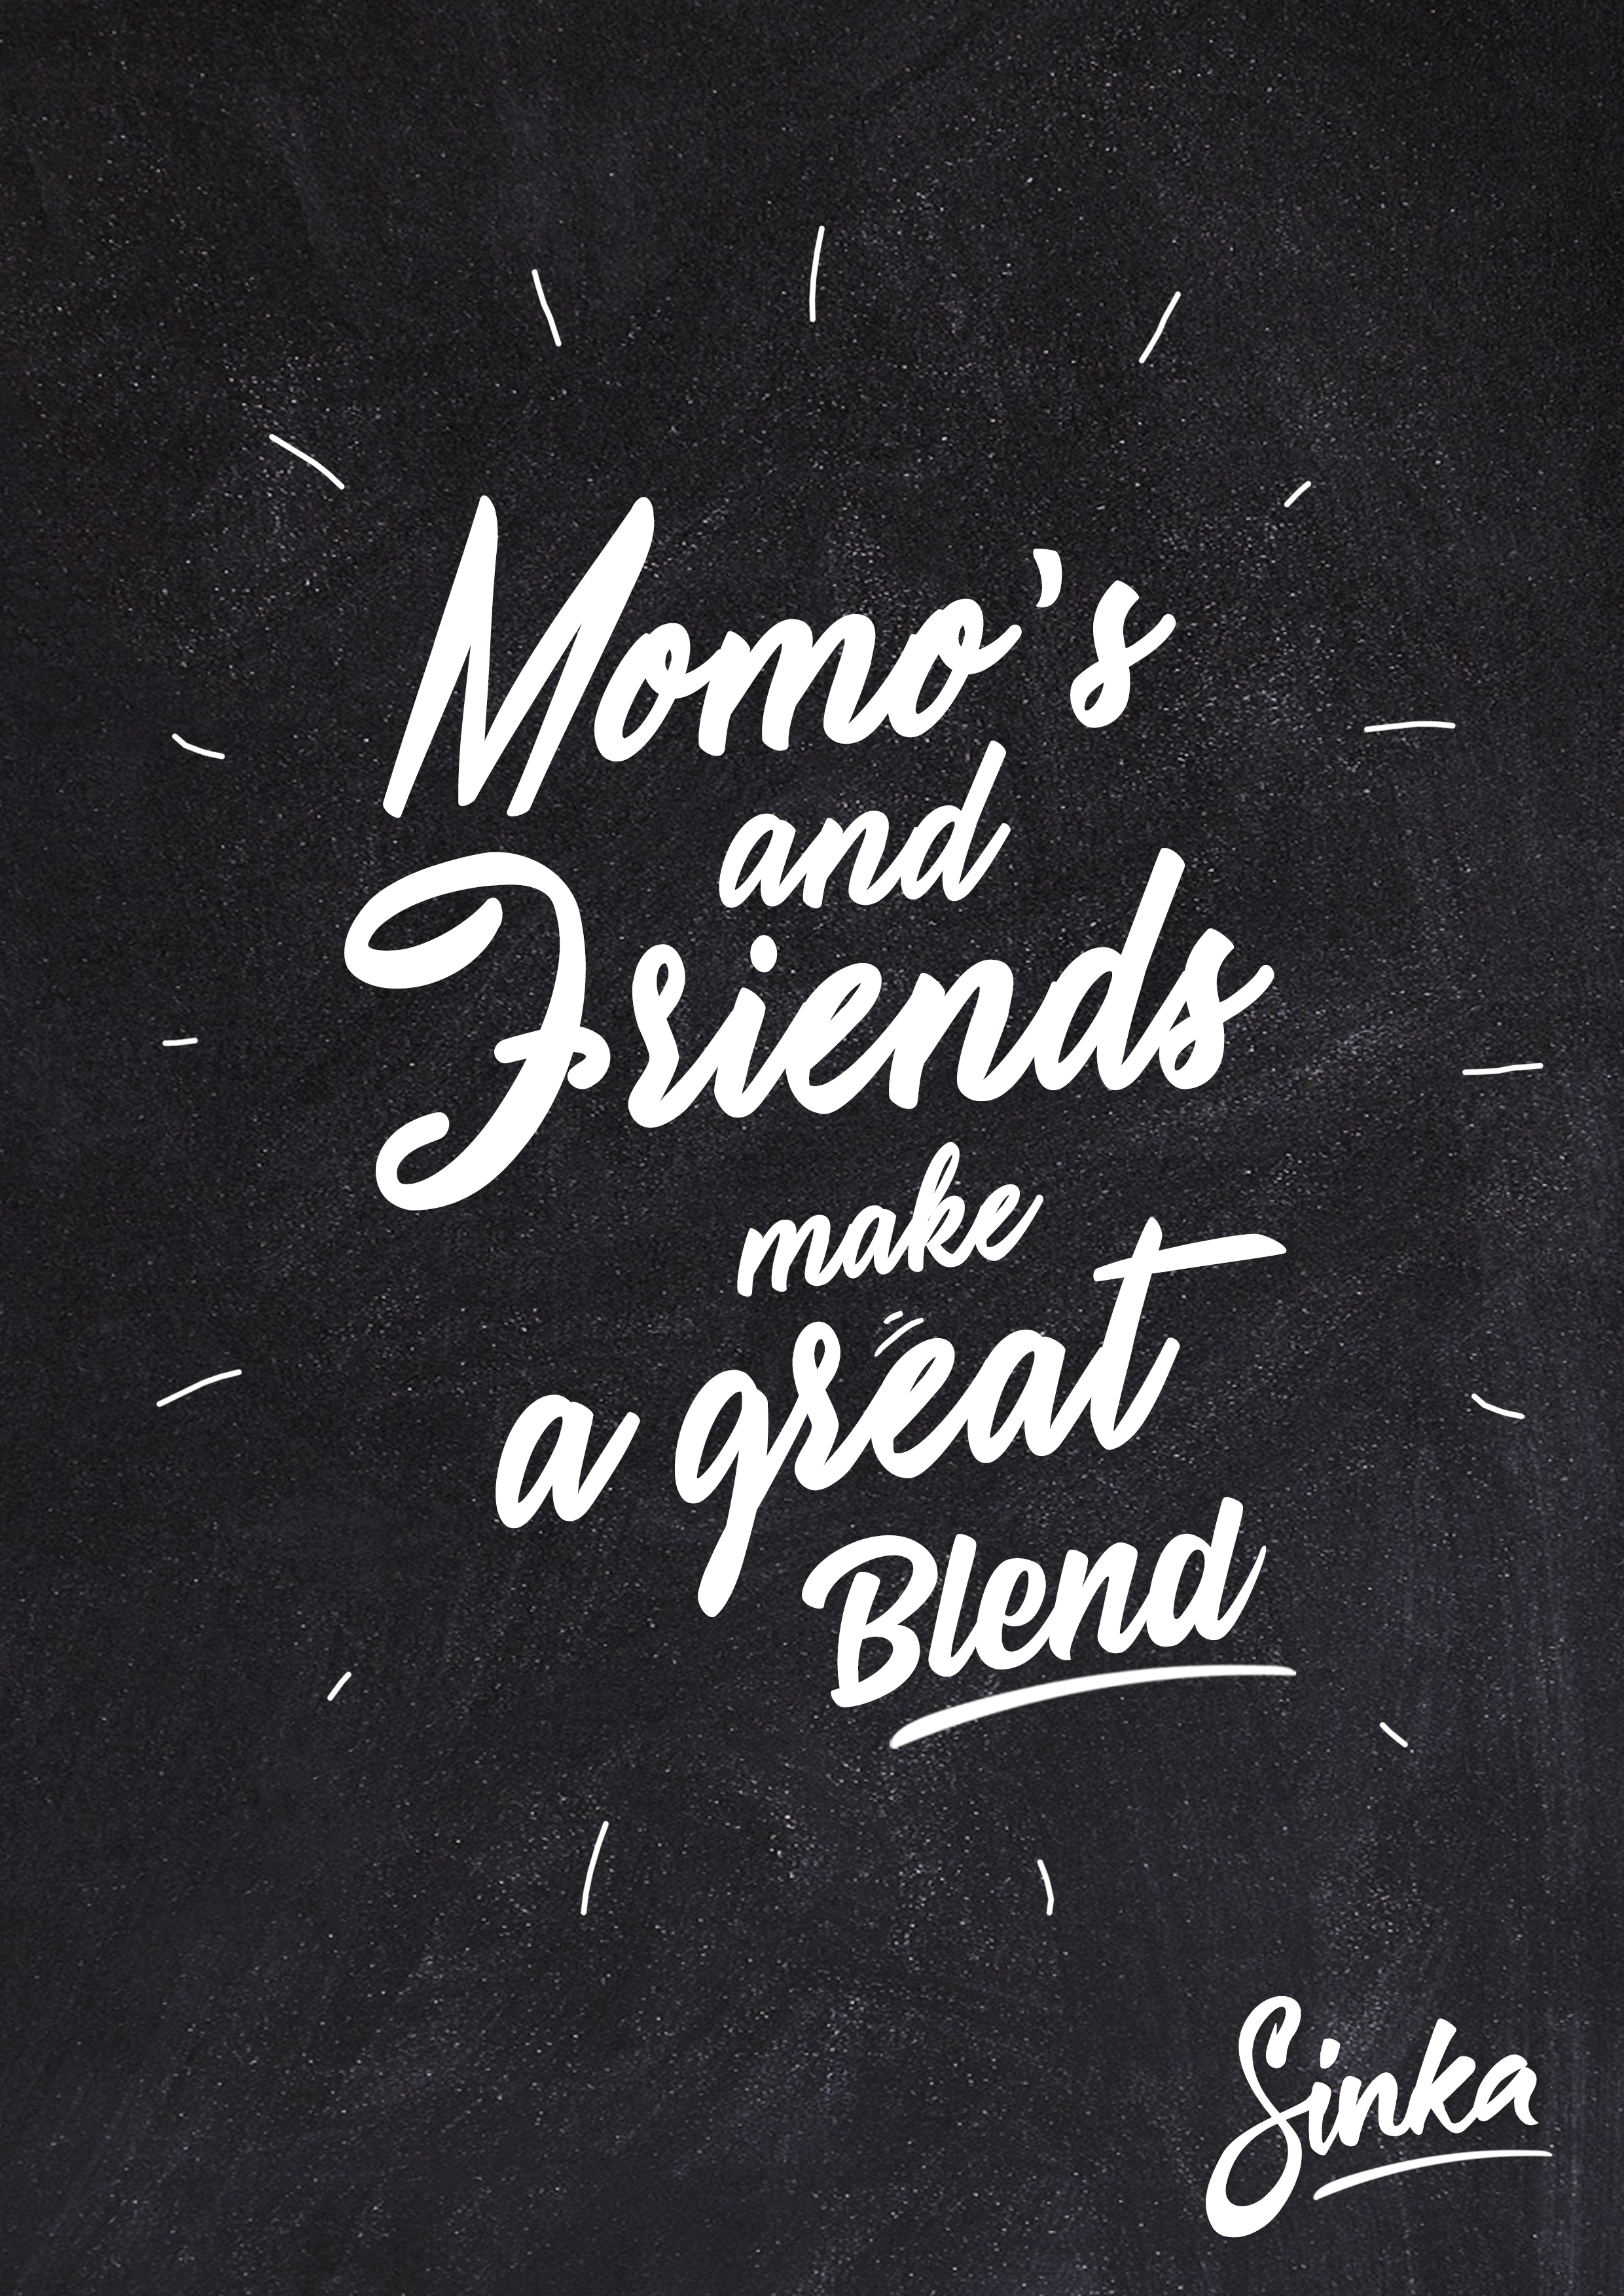 Momo's
and
Friends
make
a great
Blend
Sinka